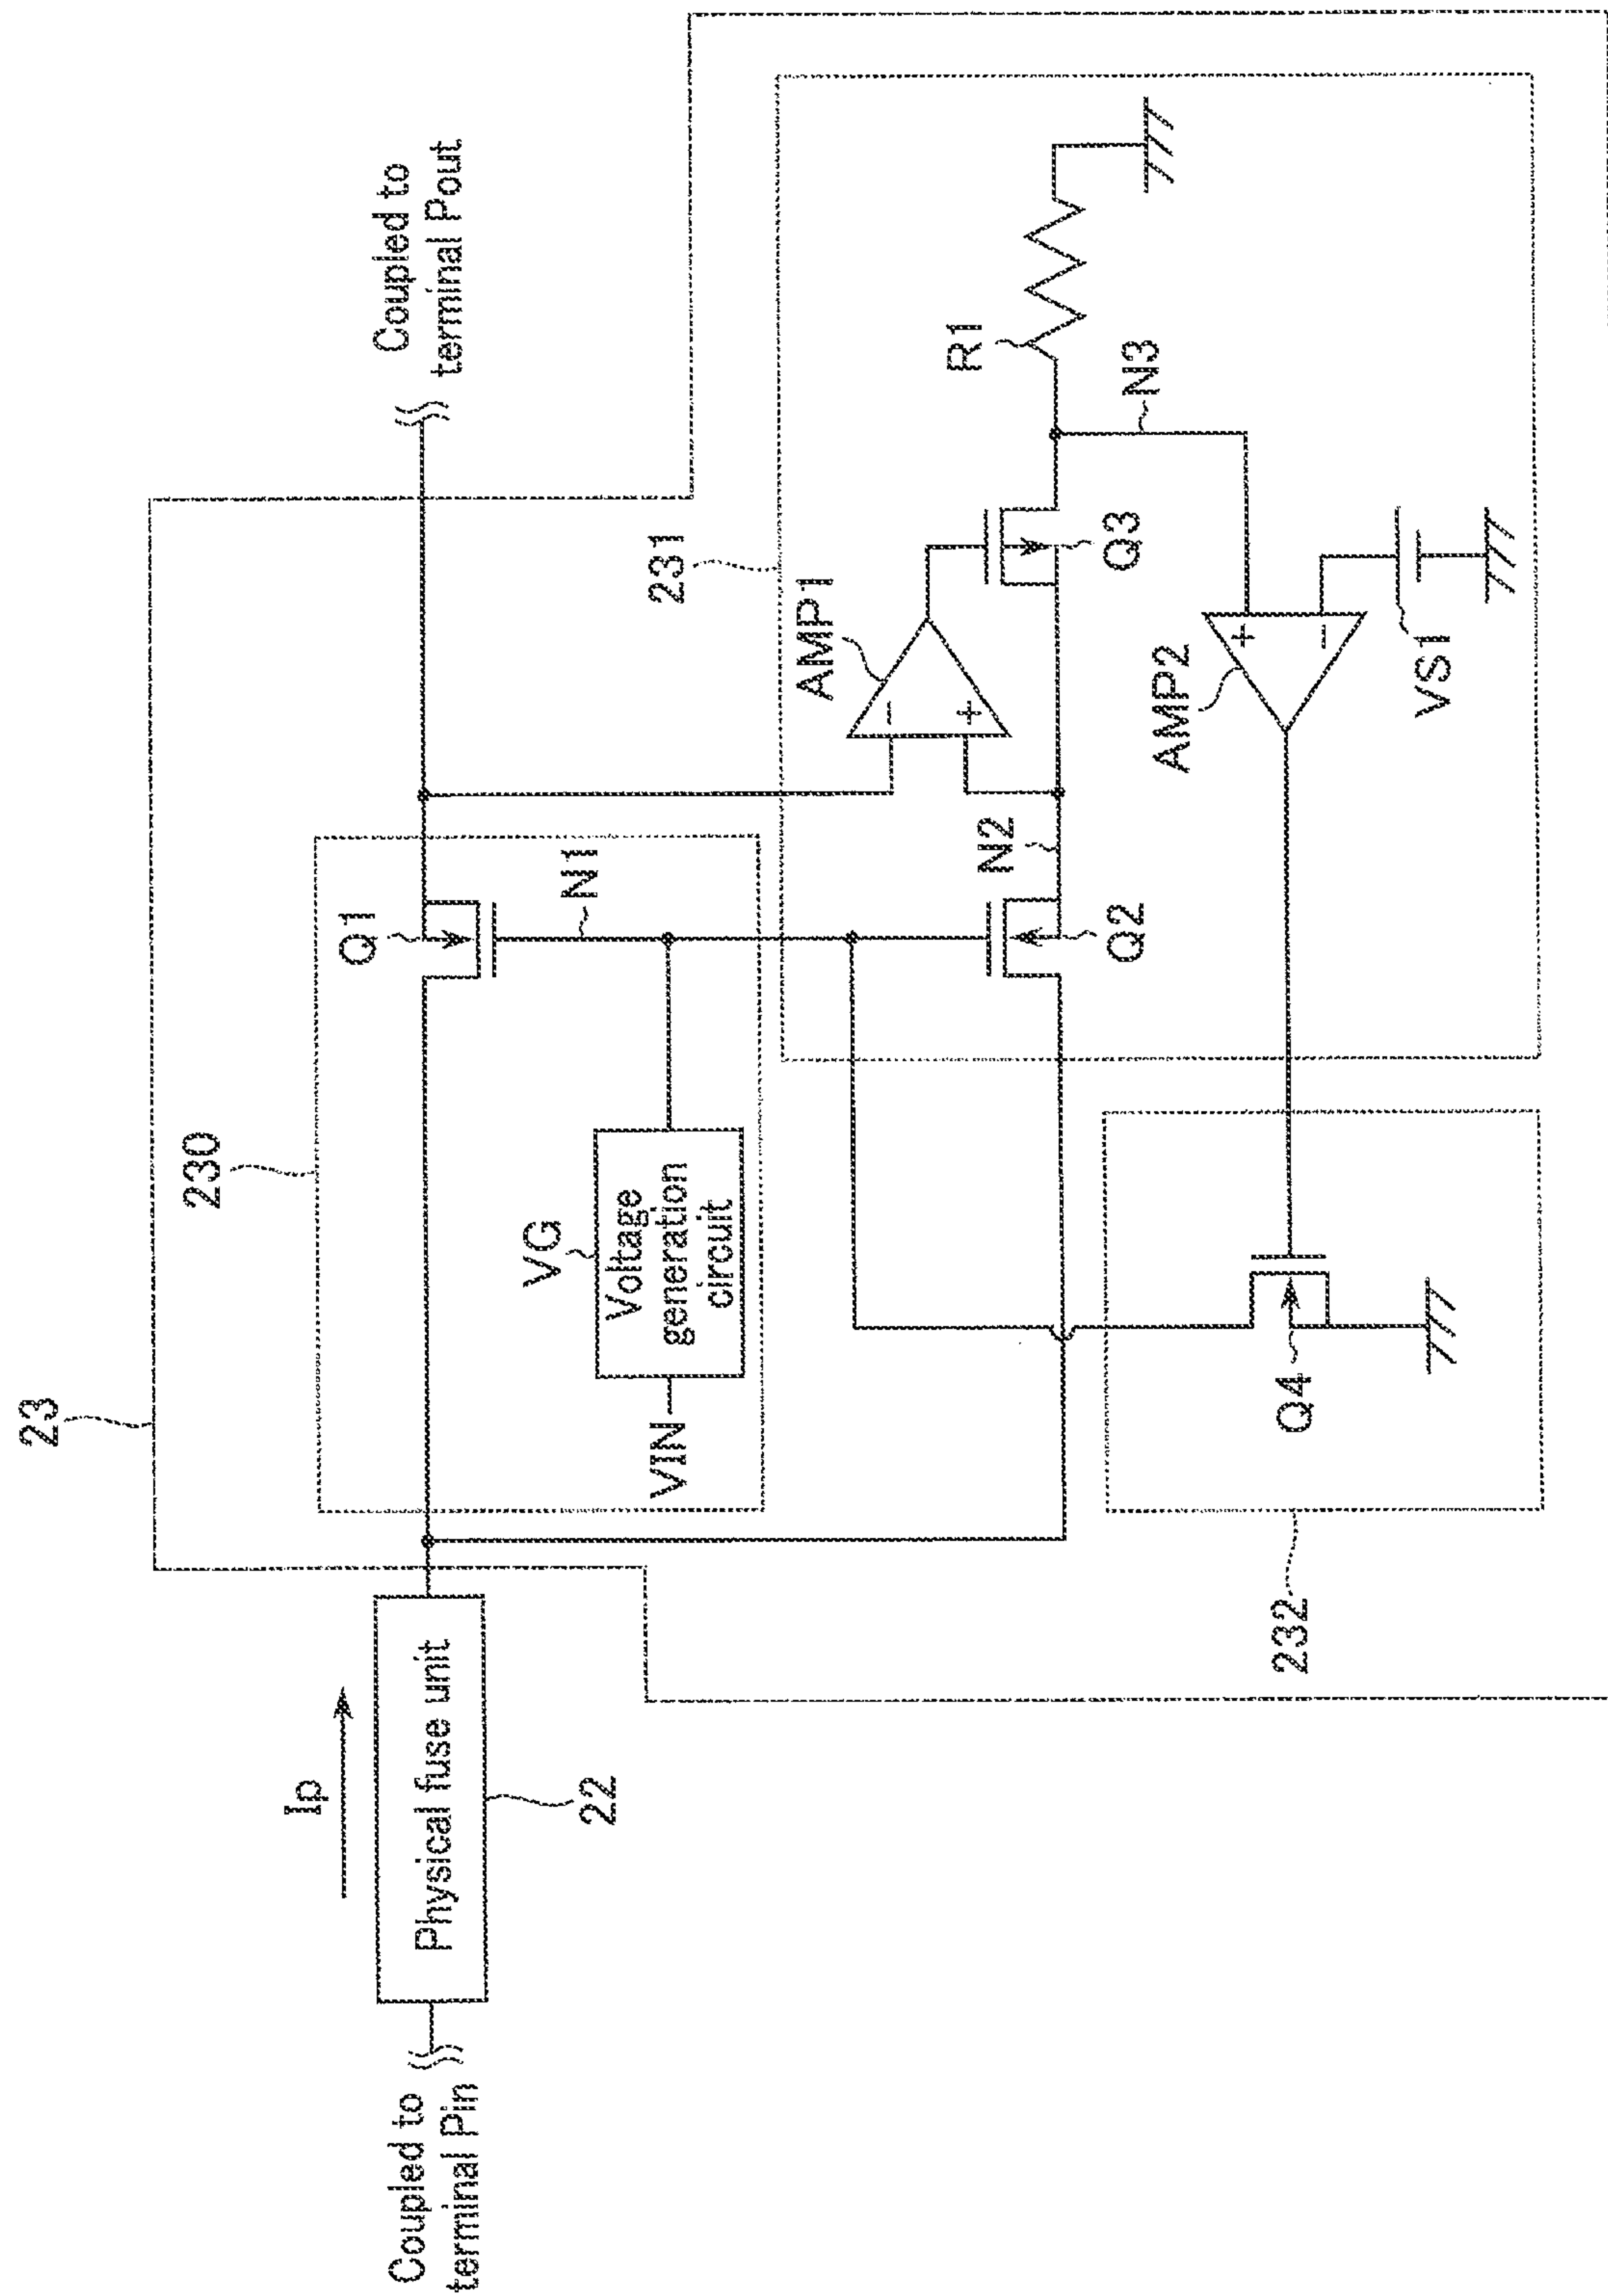 23
230
Coupled to
terminal Pout
Q1
N1
VG
Voltage
generation
circuit
VIN
Ip
Physical fuse unit
22
Coupled to
terminal Pin
231
AMP1
R1
N2
Q3
N3
Q2
AMP2
VS1
Q4
232
+
−
+
−